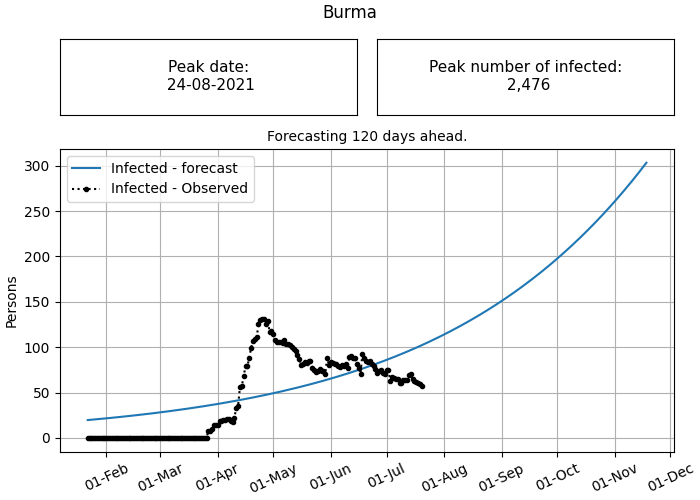 Burma
Peak date:
24-08-2021
Peak number of infected:
2,476
Forecasting 120 days ahead.
Infected - forecast
Infected - Observed
Persons
300
250
200
150
100
50
0
01-Feb
01-Mar
01-Apr
01-May
01-Jun
01-Jul
01-Aug
01-Sep
01-Oct
01-Nov
01-Dec